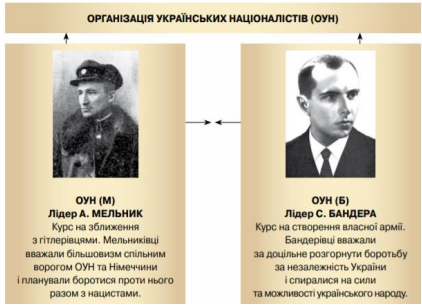 ОРГАНІЗАЦІЯ УКРАЇНСЬКИХ НАЦІОНАЛІСТІВ (ОУН)
ОУН (М)
Лідер А. МЕЛЬНИК
Курс на зближення
з гітлерівцями. Мельниківці
вважали більшовизм спільним
ворогом ОУН та Німеччини
і планували боротися проти нього
разом з нацистами.
ОУН (Б)
Лідер С. БАНДЕРА
Курс на створення власної армії.
Бандерівці вважали
за доцільне розгорнути боротьбу
за незалежність України
і спиралися на сили
та можливості українського народу.